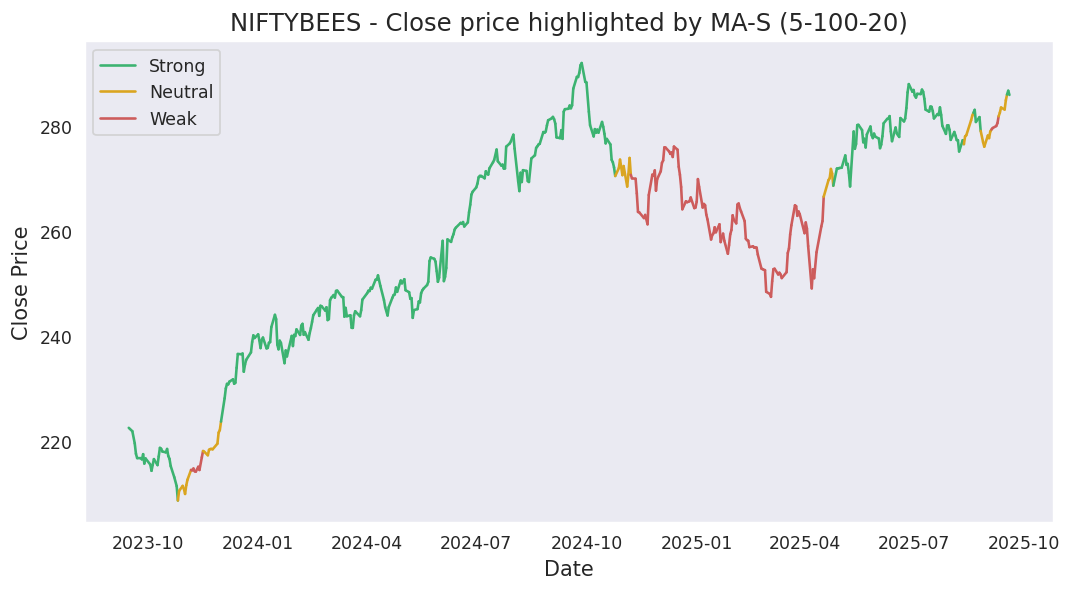 NIFTYBEES - Close price highlighted by MA-S (5-100-20)
Strong
Neutral
Weak
Close Price
280
260
240
220
2023-10 2024-01 2024-04 2024-07 2024-10 2025-01 2025-04 2025-07 2025-10
Date